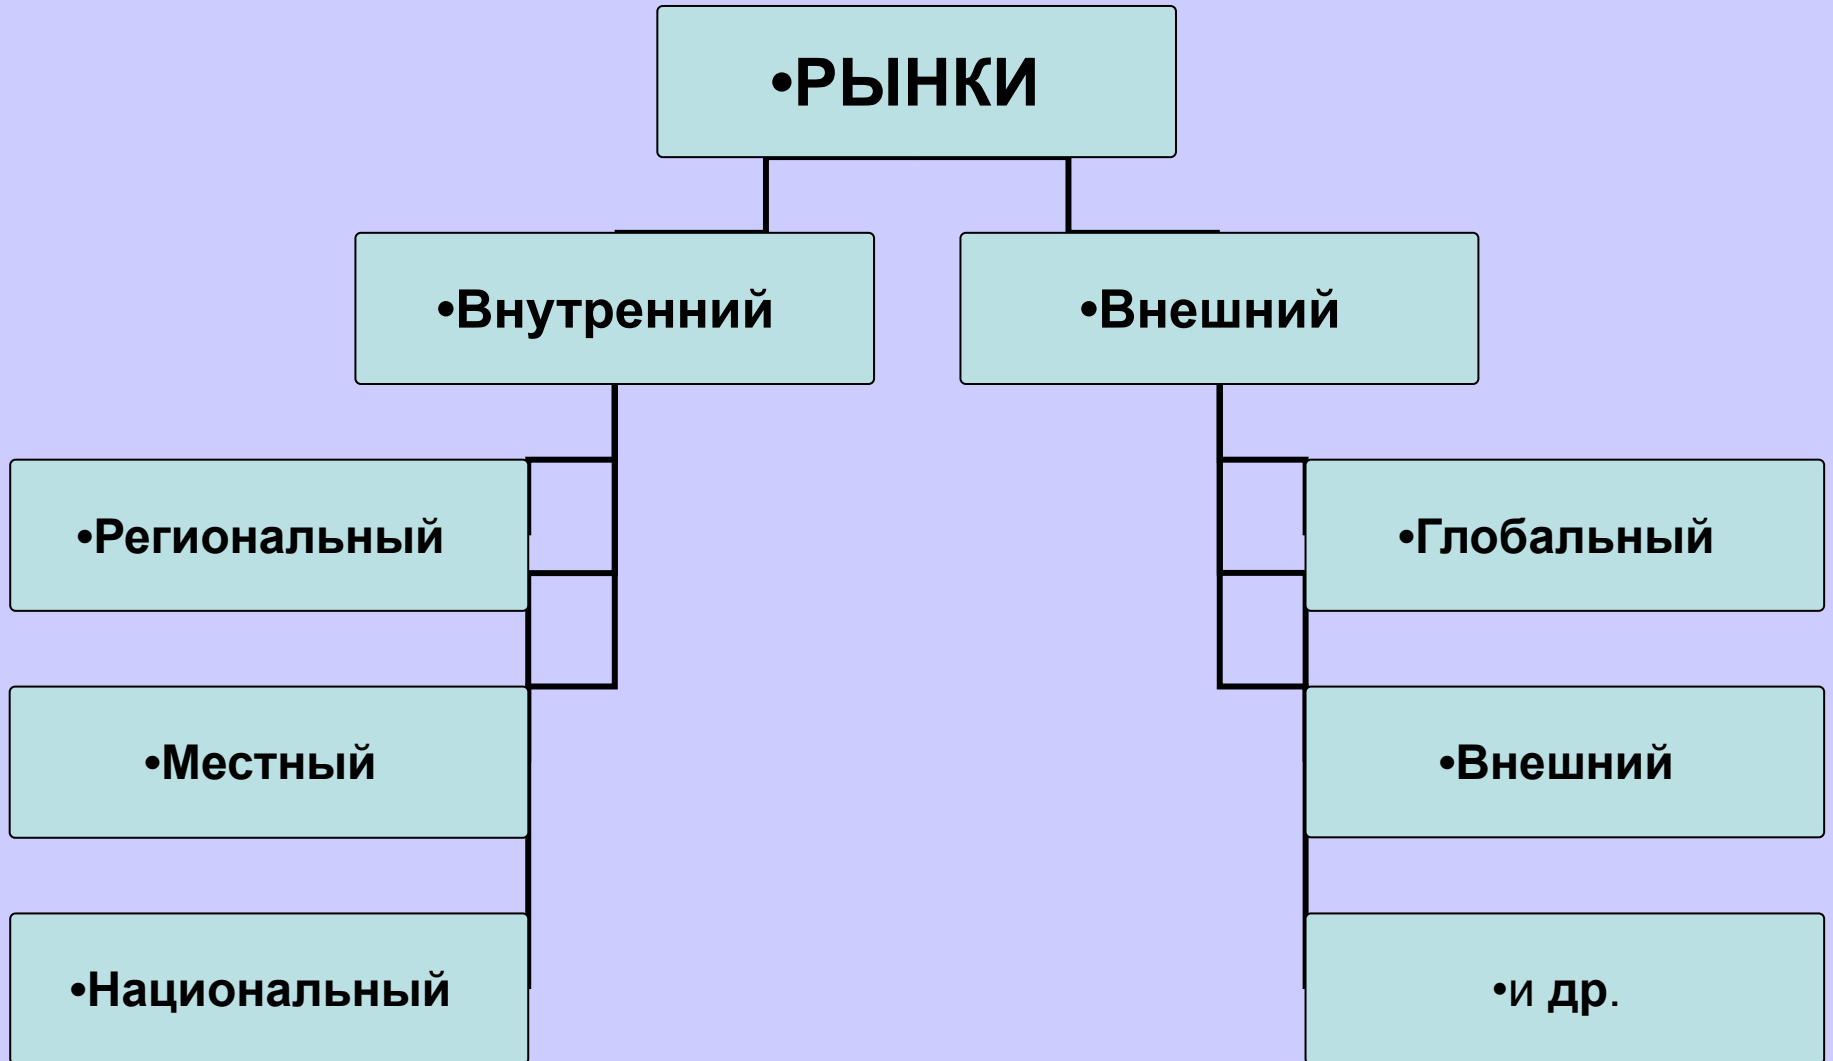 •РЫНКИ
•Внутренний
•Внешний
•Региональный
•Глобальный
•Местный
•Внешний
•Национальный
•и др.